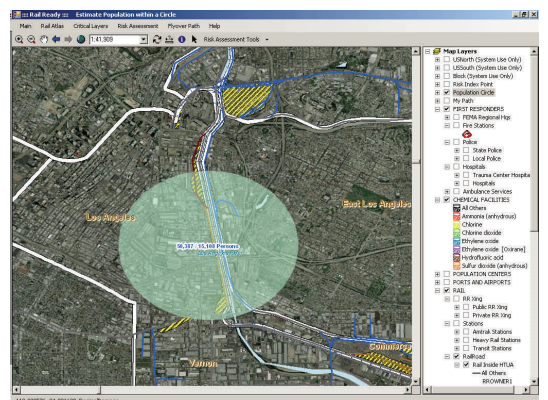 ::: Rail Ready ::: Estimate Population within a Circle
Main Rail Atlas Critical Layers Risk Assessment Flyover Path Help
1:41,909 Risk Assessment Tools
Los Angeles
East Los Angeles
Persons
Vernon
Commerce
Map Layers
USNorth (System Use Only)
USSouth (System Use Only)
Block (System Use Only)
Risk Index Point
Population Circle
My Path
FIRST RESPONDERS
FEMA Regional Hqs
Fire Stations
Police
State Police
Local Police
Hospitals
Trauma Center Hospita
Hospitals
Ambulance Services
CHEMICAL FACILITIES
All Others
Ammonia (anhydrous)
Chlorine
Chlorine dioxide
Ethylene oxide
Ethylene oxide [Oxirane]
Hydrofluoric acid
Sulfur dioxide (anhydrous)
POPULATION CENTERS
PORTS AND AIRPORTS
RAIL
RR Xing
Public RR Xing
Private RR Xing
Stations
Amtrak Stations
Heavy Rail Stations
Transit Stations
RailRoad
Rail Inside HTUA
All Others
RROWNER1